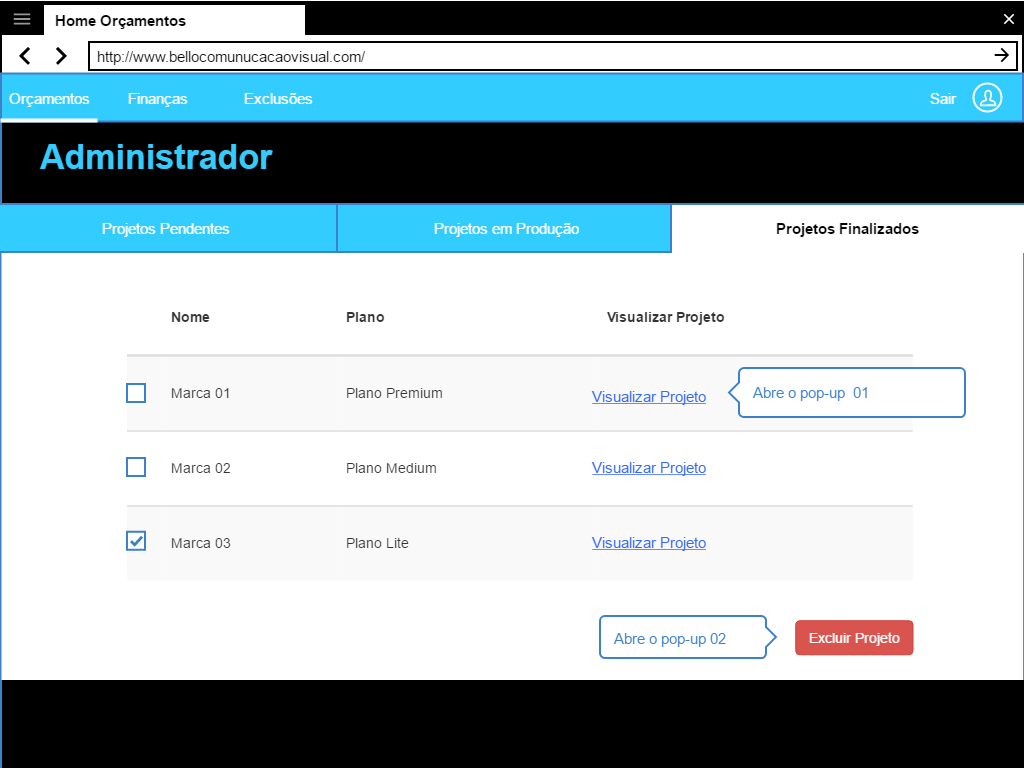 Home Orçamentos
http://www.bellocomunucacaovisual.com/
Orçamentos Finanças Exclusões Sair
Administrador
Projetos Pendentes Projetos em Produção Projetos Finalizados
Nome Plano Visualizar Projeto
Marca 01 Plano Premium Visualizar Projeto Abre o pop-up 01
Marca 02 Plano Medium Visualizar Projeto
Marca 03 Plano Lite Visualizar Projeto
Abre o pop-up 02 Excluir Projeto